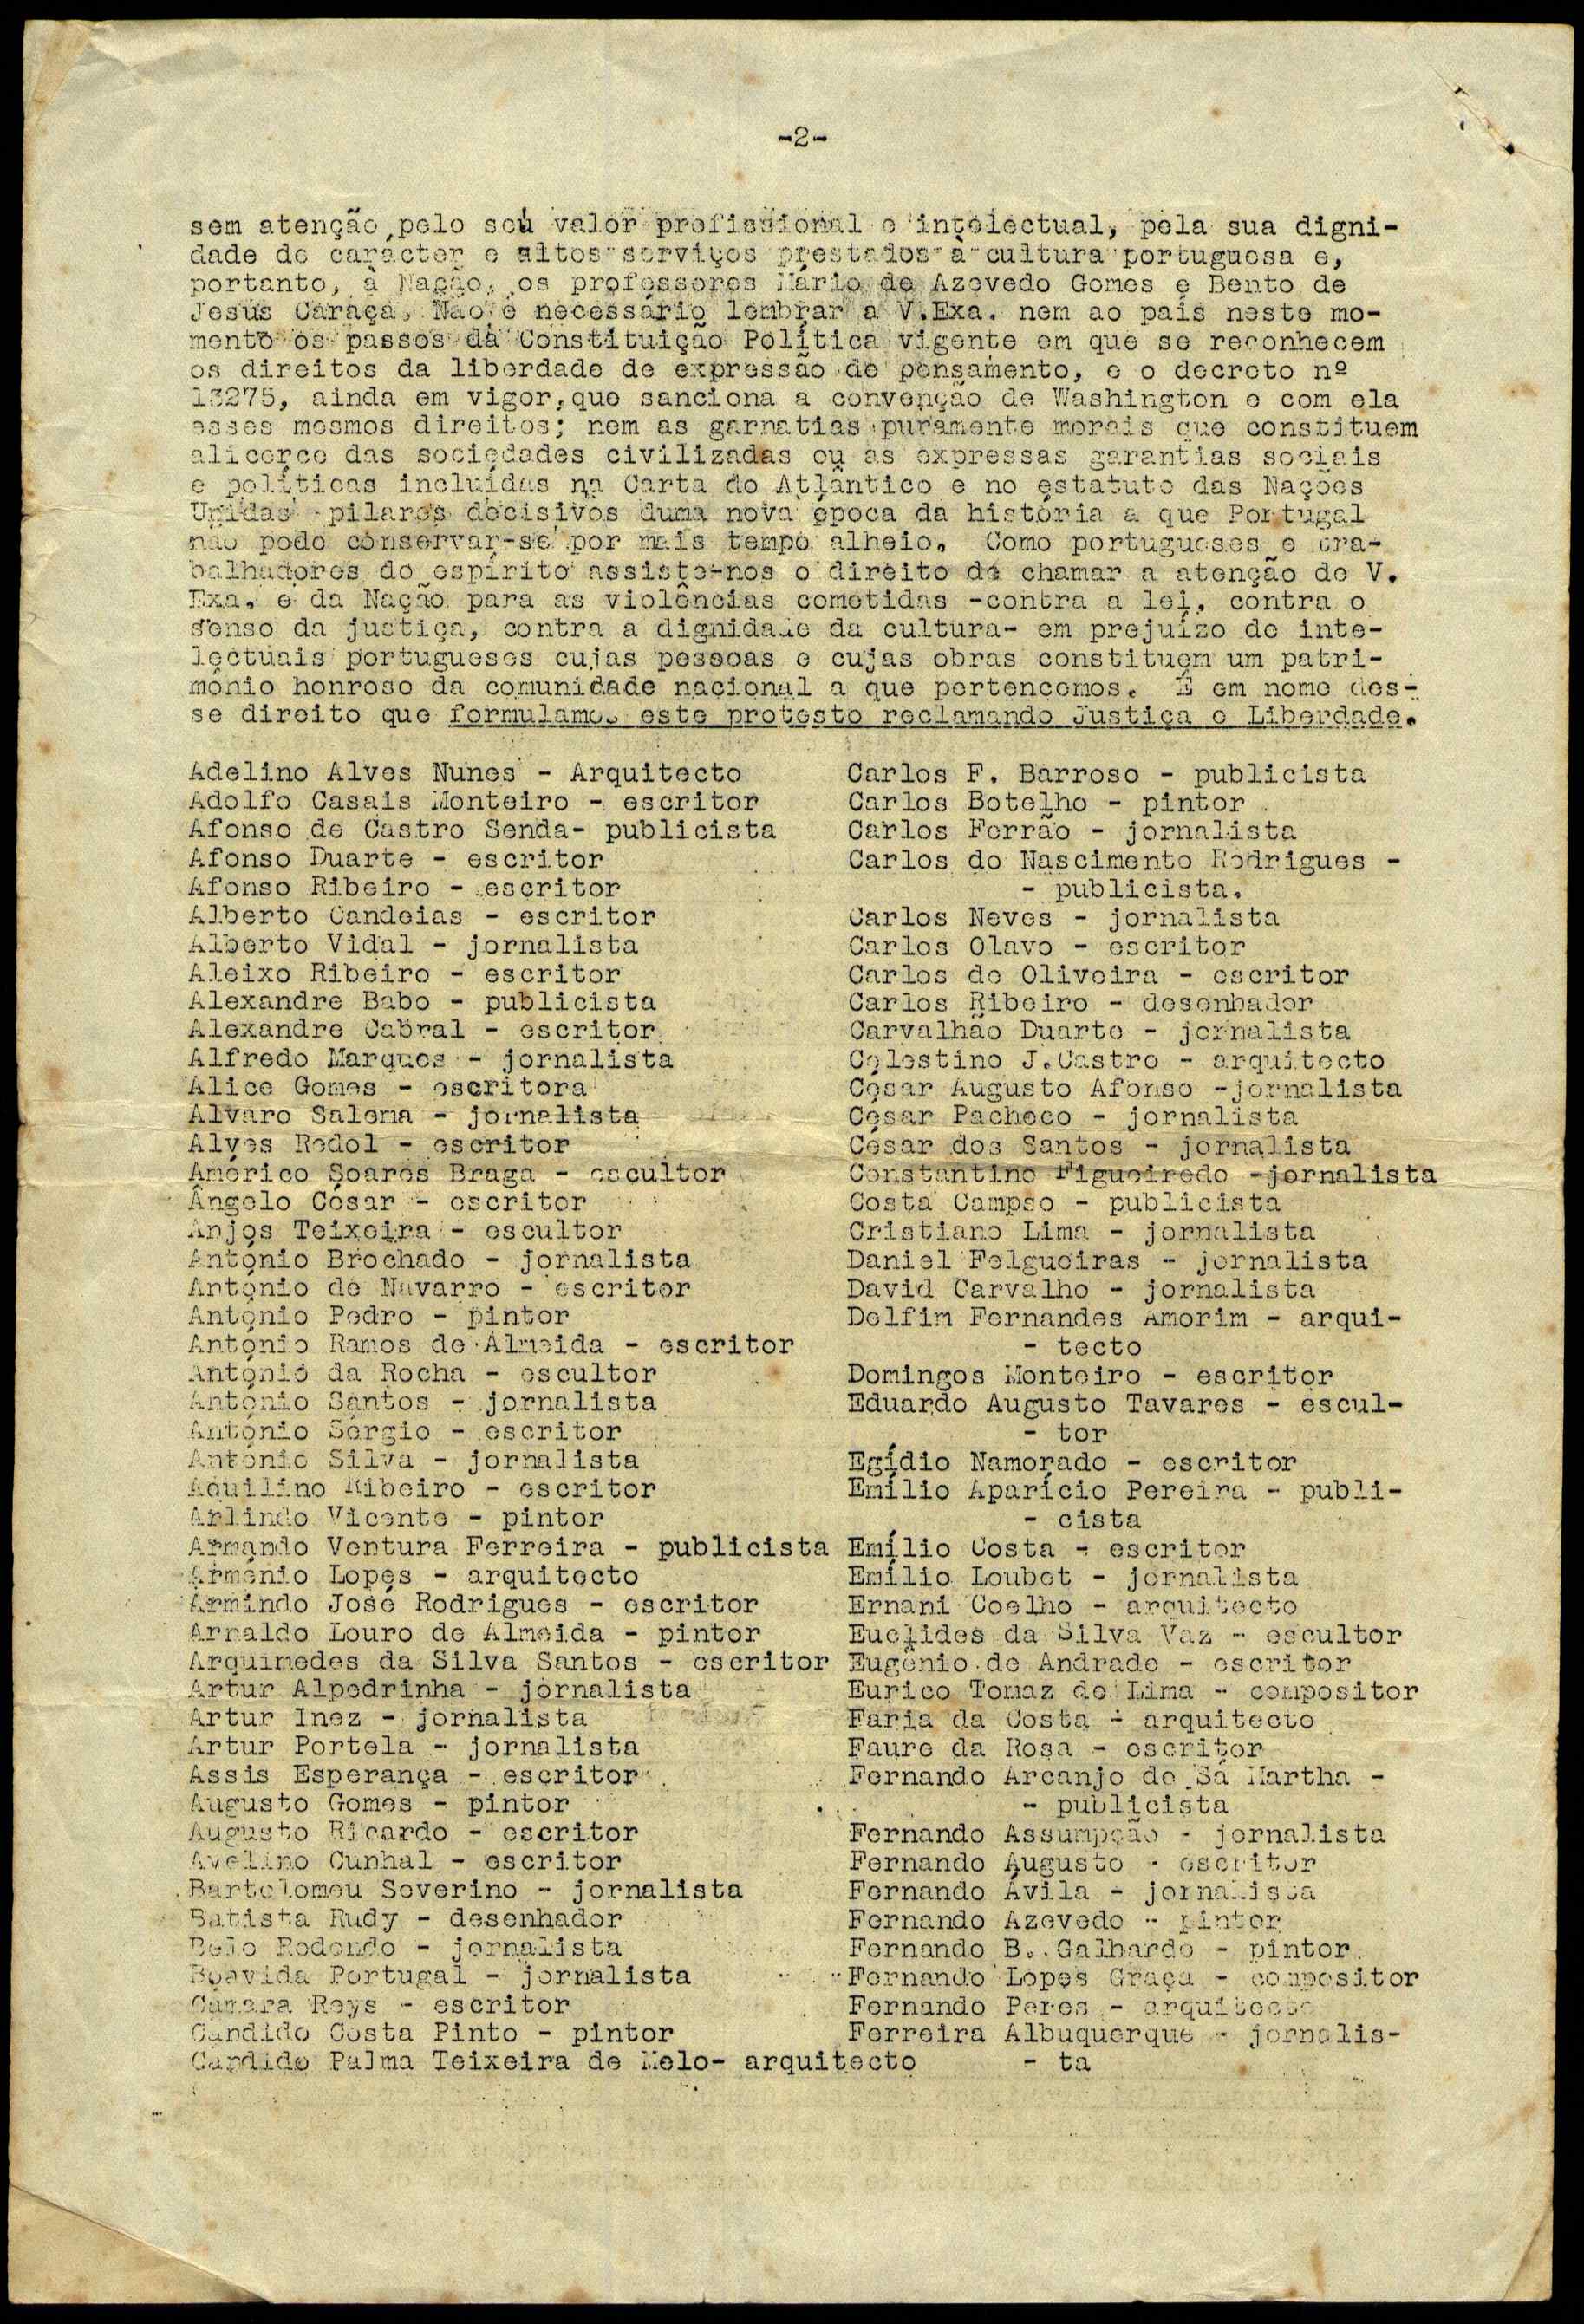 -2-
sem atenção pelo seu valor profissional e intelectual, pela sua digni-
dade de carácter e altos serviços prestados à cultura portuguesa e,
portanto, à Nação, os professores Mário de Azevedo Gomes e Bento de
Jesus Caraça. Não é necessário lembrar a V.Exa. nem ao país neste mo-
mento os passos da Constituição Política vigente em que se reconhecem
os direitos da liberdade de expressão de pensamento, e o decreto nº
13275, ainda em vigor, que sanciona a convenção de Washington e com ela
esses mesmos direitos; nem as garnatias puramente morais que constituem
alicerce das sociedades civilizadas ou as expressas garantias sociais
e políticas incluídas na Carta do Atlântico e no estatuto das Nações
Unidas - pilares decisivos duma nova época da história a que Portugal
não pode conservar-se por mais tempo alheio. Como portugueses e tra-
balhadores do espírito assiste-nos o direito de chamar a atenção de V.
Exa. e da Nação para as violências cometidas -contra a lei, contra o
senso da justiça, contra a dignidade da cultura- em prejuízo de inte-
lectuais portugueses cujas pessoas e cujas obras constituem um patri-
mónio honroso da comunidade nacional a que pertencemos. É em nome des-
se direito que formulamos este protesto reclamando Justiça e Liberdade.
Adelino Alves Nunes - Arquitecto
Adolfo Casais Monteiro - escritor
Afonso de Castro Senda- publicista
Afonso Duarte - escritor
Afonso Ribeiro - escritor
Alberto Candeias - escritor
Alberto Vidal - jornalista
Aleixo Ribeiro - escritor
Alexandre Babo - publicista
Alexandre Cabral - escritor
Alfredo Marques - jornalista
Alice Gomes - escritora
Alvaro Salema - jornalista
Alves Redol - escritor
Américo Soares Braga - escultor
Ângelo César - escritor
Anjos Teixeira - escultor
António Brochado - jornalista
António de Navarro - escritor
António Pedro - pintor
António Ramos de Almeida - escritor
António da Rocha - escultor
António Santos - jornalista
António Sérgio - escritor
António Silva - jornalista
Aquilino Ribeiro - escritor
Arlindo Vicente - pintor
Armando Ventura Ferreira - publicista
Arménio Lopes - arquitecto
Armindo José Rodrigues - escritor
Arnaldo Louro de Almeida - pintor
Arquimedes da Silva Santos - escritor
Artur Alpedrinha - jornalista
Artur Inez - jornalista
Artur Portela - jornalista
Assis Esperança - escritor
Augusto Gomes - pintor
Augusto Ricardo - escritor
Avelino Cunhal - escritor
Bartolomeu Severino - jornalista
Batista Rudy - desenhador
Belo Redondo - jornalista
Boavida Portugal - jornalista
Câmara Reys - escritor
Cândido Costa Pinto - pintor
Cândido Palma Teixeira de Melo- arquitecto
Carlos F. Barroso - publicista
Carlos Botelho - pintor
Carlos Ferrão - jornalista
Carlos do Nascimento Rodrigues -
- publicista.
Carlos Neves - jornalista
Carlos Olavo - escritor
Carlos de Oliveira - escritor
Carlos Ribeiro - desenhador
Carvalhão Duarte - jornalista
Celestino J.Castro - arquitecto
César Augusto Afonso -jornalista
César Pacheco - jornalista
César dos Santos - jornalista
Constantino Figueiredo -jornalista
Costa Campso - publicista
Cristiano Lima - jornalista
Daniel Felgueiras - jornalista
David Carvalho - jornalista
Delfim Fernandes Amorim - arqui-
- tecto
Domingos Monteiro - escritor
Eduardo Augusto Tavares - escul-
- tor
Egídio Namorado - escritor
Emílio Aparício Pereira - publi-
- cista
Emílio Costa - escritor
Emílio Loubet - jornalista
Ernani Coelho - arquitecto
Euclides da Silva Vaz - escultor
Eugénio de Andrade - escritor
Eurico Tomaz de Lima - compositor
Faria da Costa - arquitecto
Faure da Rosa - escritor
Fernando Arcanjo de Sá Martha -
- publicista
Fernando Assumpção - jornalista
Fernando Augusto - escritor
Fernando Ávila - jornalista
Fernando Azevedo - pintor
Fernando B. Galhardo - pintor
Fernando Lopes Graça - compositor
Fernando Peres - arquitecto
Ferreira Albuquerque - jornalis-
- ta